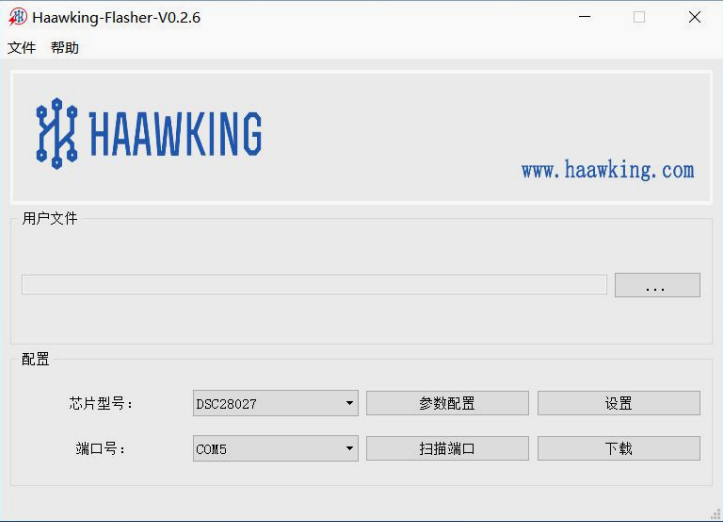 Haawking-Flasher-V0.2.6
文件 帮助
HAAWKING
www.haawking.com
用户文件
...
配置
芯片型号： DSC28027 参数配置 设置
端口号： COM5 扫描端口 下载